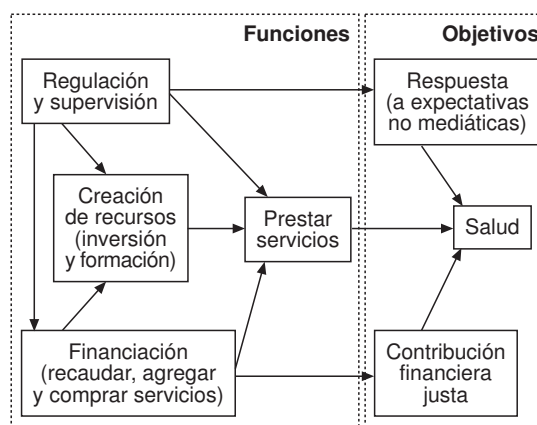 Funciones
Objetivos
Regulación
y supervisión
Respuesta
(a expectativas
no mediáticas)
Creación
de recursos
(inversión
y formación)
Prestar
servicios
Salud
Financiación
(recaudar, agregar
y comprar servicios)
Contribución
financiera
justa